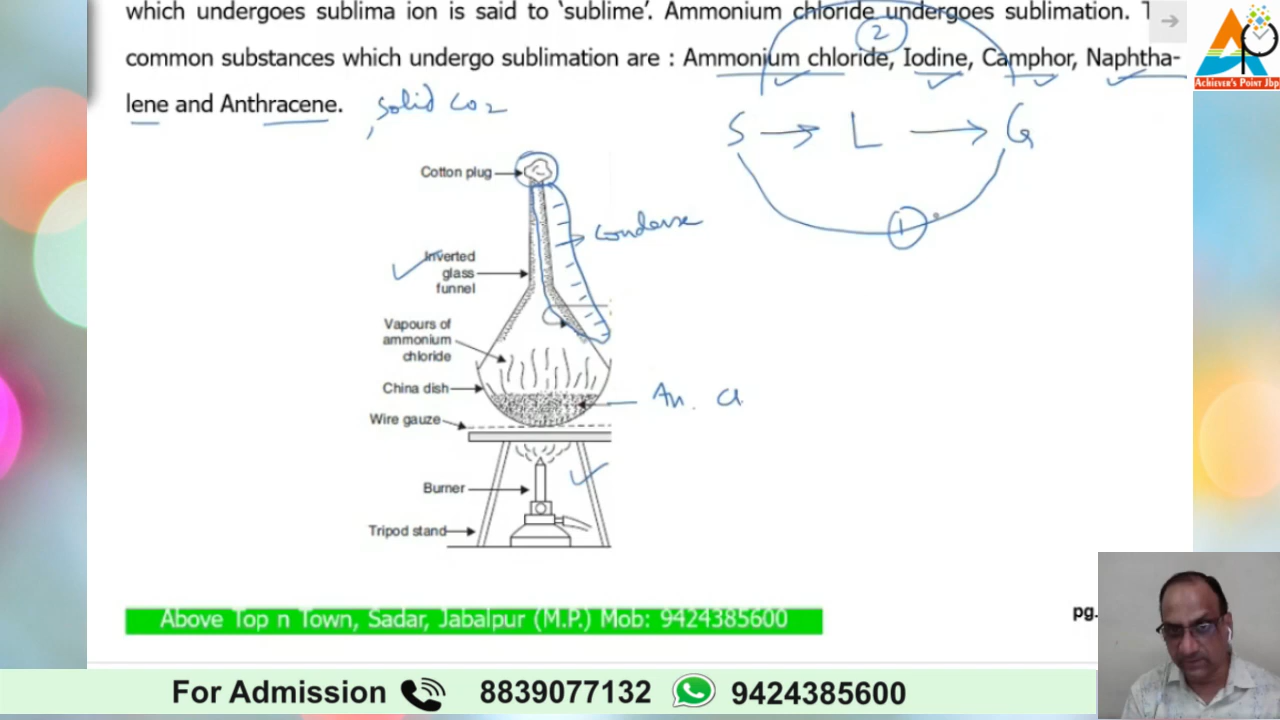 which undergoes sublima ion is said to ‘sublime’. Ammonium chloride undergoes sublimation. T
common substances which undergo sublimation are : Ammonium chloride, Iodine, Camphor, Naphtha-
lene and Anthracene. , solid CO2
2
S → L → G
1
Cotton plug
Condense
Inverted
glass
funnel
Vapours of
ammonium
chloride
China dish
Am. Cl
Wire gauze
Burner
Tripod stand
Above Top n Town, Sadar, Jabalpur (M.P.) Mob: 9424385600
pg.
ACHIEVER'S POINT Jbp
For Admission 8839077132 9424385600